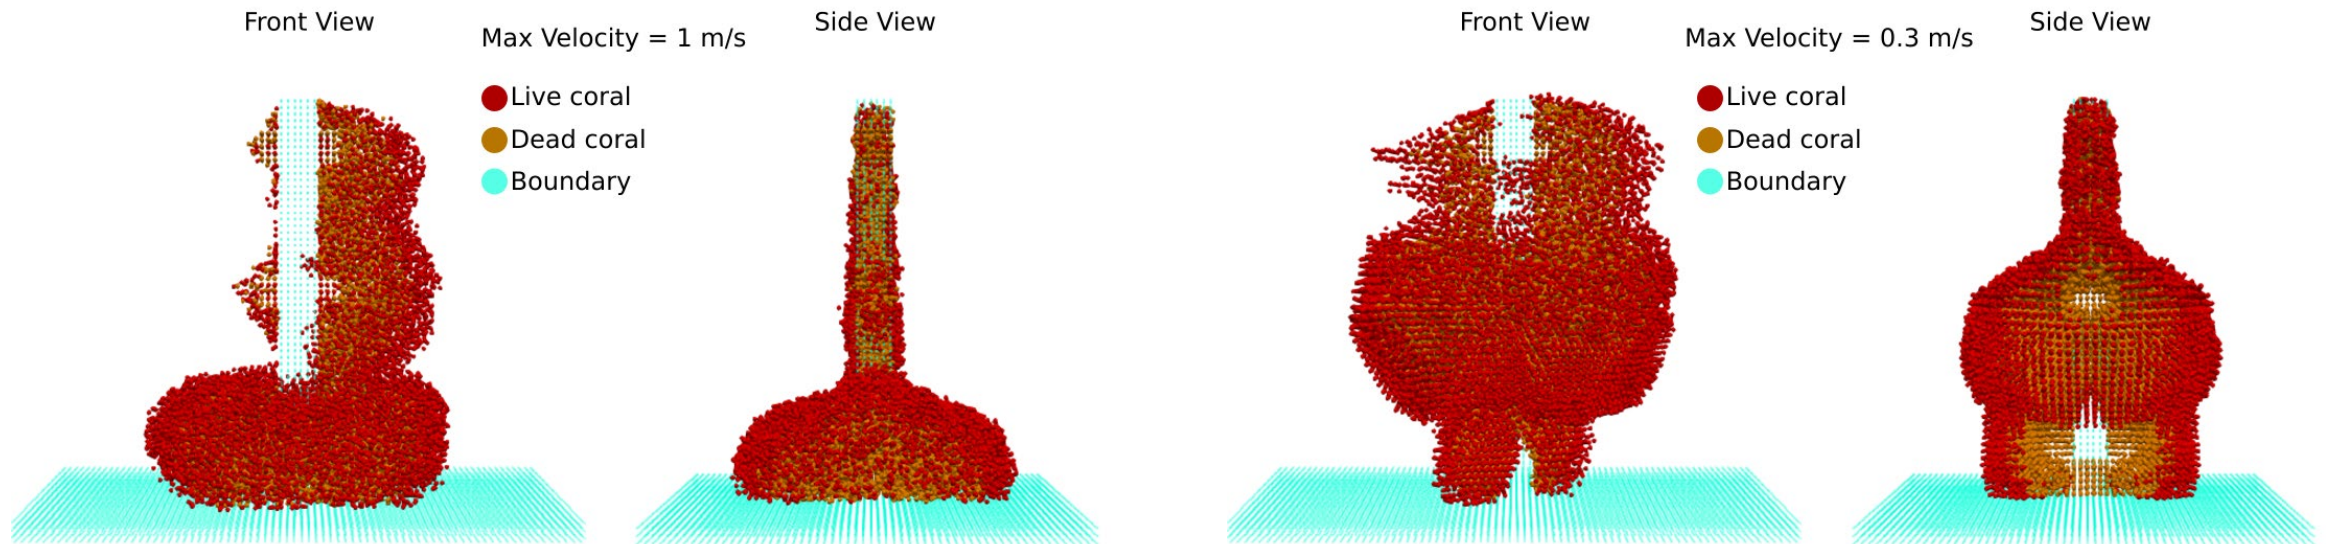 Front View
Max Velocity = 1 m/s
Side View
Live coral
Dead coral
Boundary
Front View
Max Velocity = 0.3 m/s
Side View
Live coral
Dead coral
Boundary